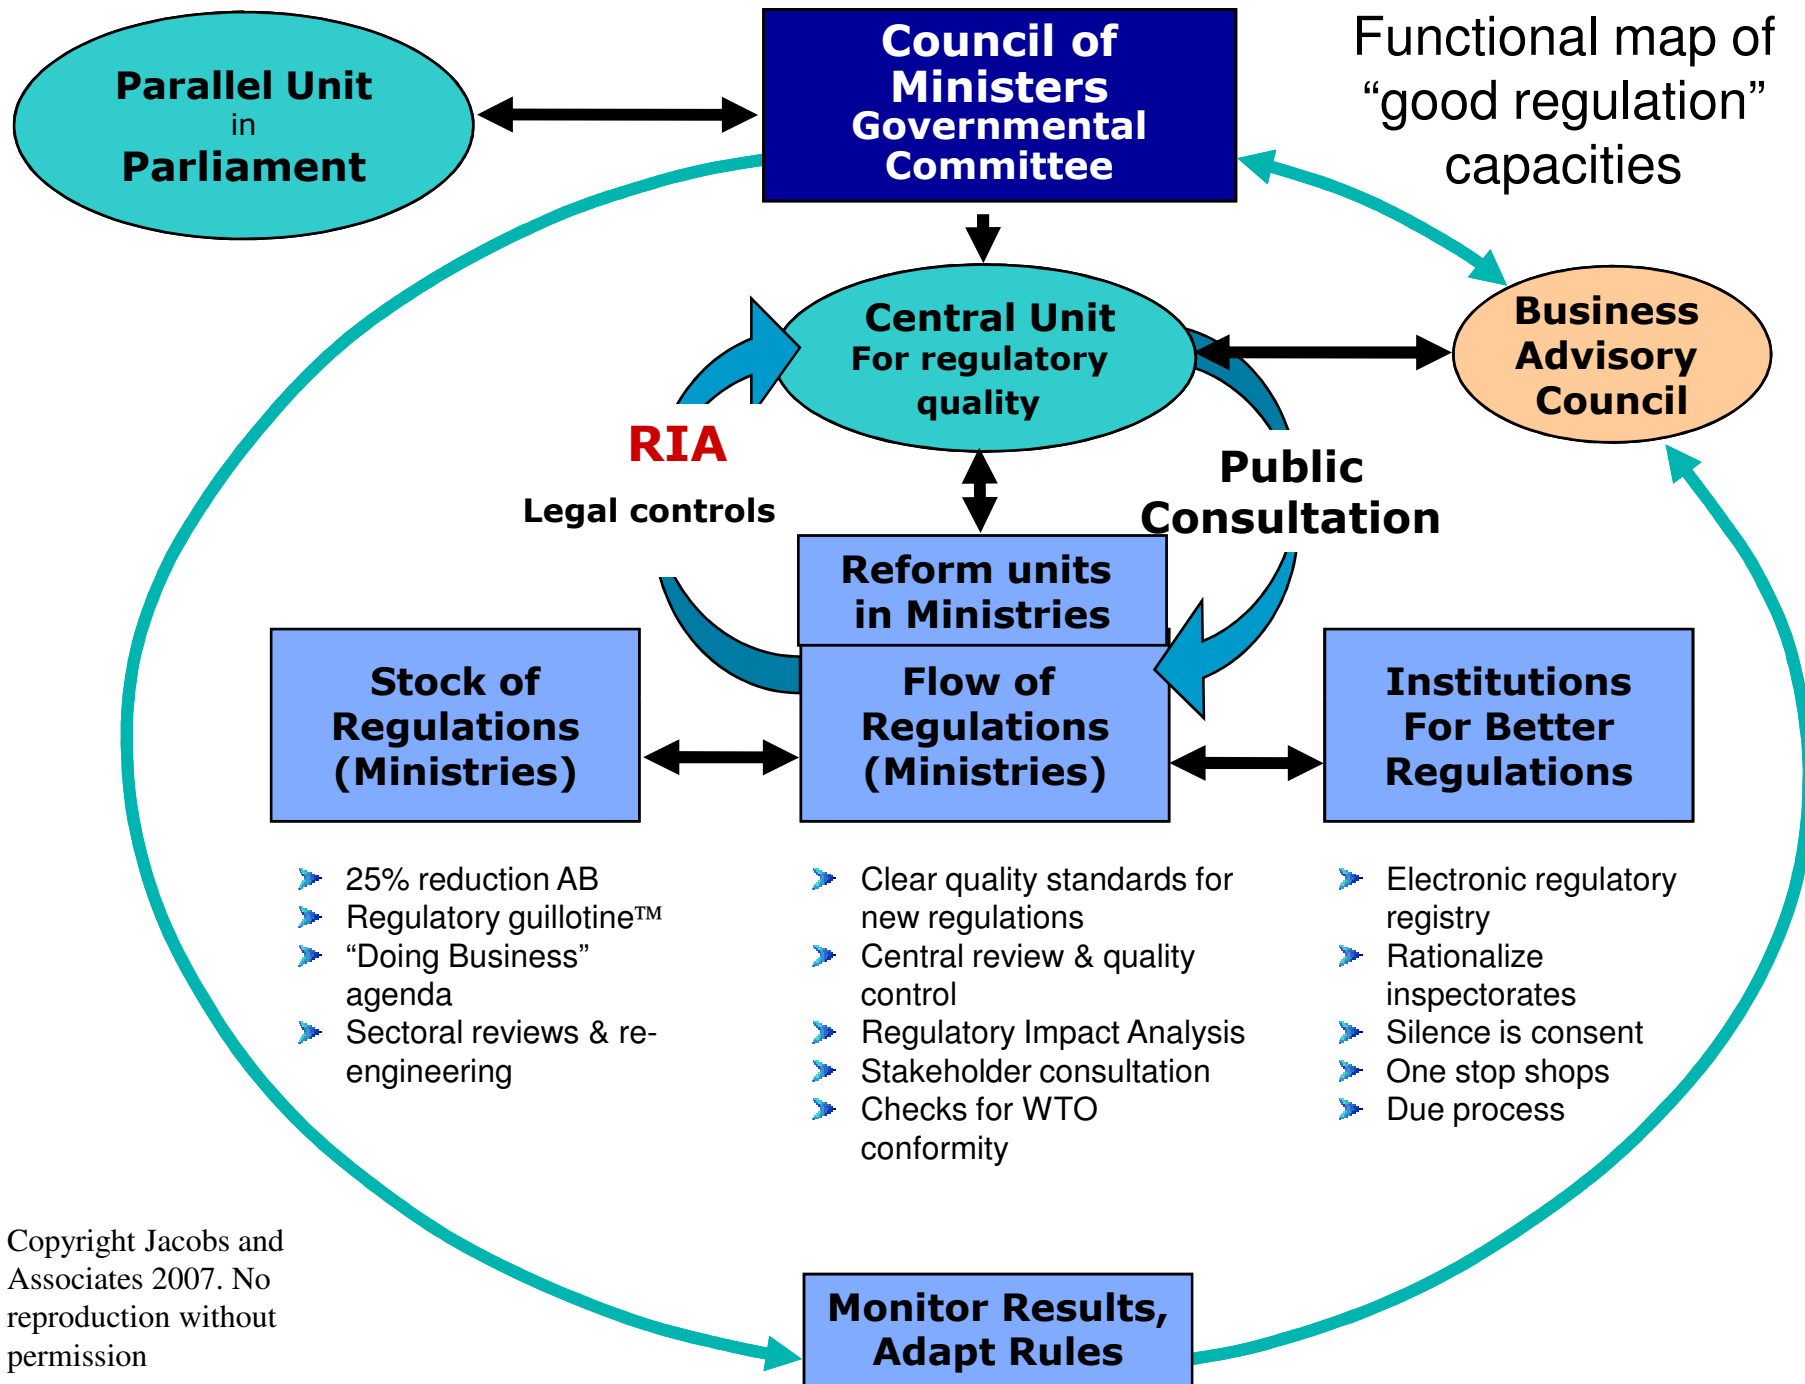 Parallel Unit
in
Parliament
Council of
Ministers
Governmental
Committee
Functional map of
“good regulation”
capacities
Central Unit
For regulatory
quality
Business
Advisory
Council
RIA
Legal controls
Public
Consultation
Reform units
in Ministries
Stock of
Regulations
(Ministries)
Flow of
Regulations
(Ministries)
Institutions
For Better
Regulations
25% reduction AB
Regulatory guillotine™
“Doing Business”
agenda
Sectoral reviews & re-
engineering
Clear quality standards for
new regulations
Central review & quality
control
Regulatory Impact Analysis
Stakeholder consultation
Checks for WTO
conformity
Electronic regulatory
registry
Rationalize
inspectorates
Silence is consent
One stop shops
Due process
Copyright Jacobs and
Associates 2007. No
reproduction without
permission
Monitor Results,
Adapt Rules